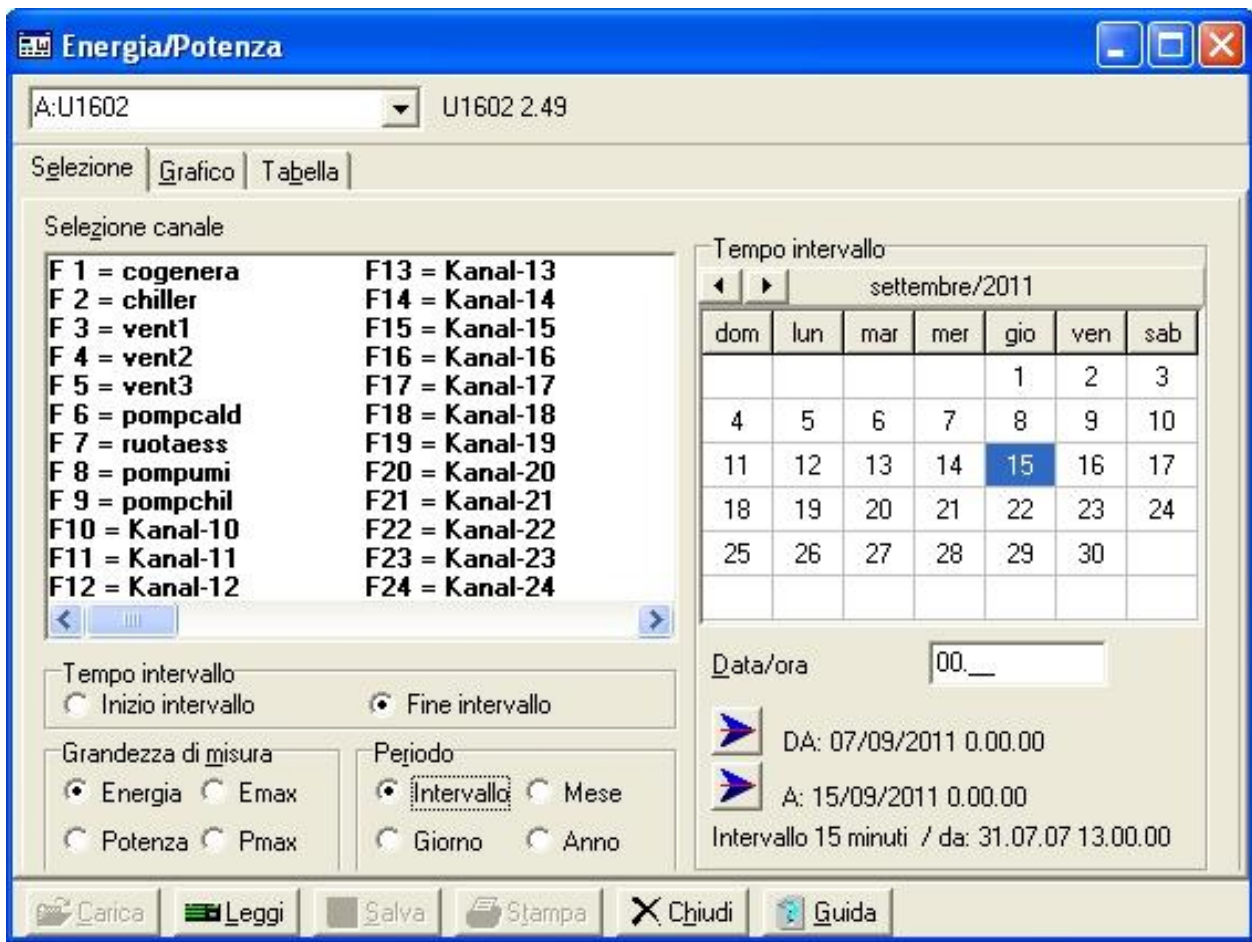 Energia/Potenza
A:U1602 U1602 2.49
Selezione Grafico Tabella
Selezione canale
F 1 = cogenera F13 = Kanal-13
F 2 = chiller F14 = Kanal-14
F 3 = vent1 F15 = Kanal-15
F 4 = vent2 F16 = Kanal-16
F 5 = vent3 F17 = Kanal-17
F 6 = pompcald F18 = Kanal-18
F 7 = ruotaess F19 = Kanal-19
F 8 = pompumi F20 = Kanal-20
F 9 = pompchil F21 = Kanal-21
F10 = Kanal-10 F22 = Kanal-22
F11 = Kanal-11 F23 = Kanal-23
F12 = Kanal-12 F24 = Kanal-24
Tempo intervallo
Inizio intervallo Fine intervallo
Grandezza di misura
Energia Emax
Potenza Pmax
Periodo
Intervallo Mese
Giorno Anno
Tempo intervallo
settembre/2011
dom lun mar mer gio ven sab
1 2 3
4 5 6 7 8 9 10
11 12 13 14 15 16 17
18 19 20 21 22 23 24
25 26 27 28 29 30
Data/ora 00.__
DA: 07/09/2011 0.00.00
A: 15/09/2011 0.00.00
Intervallo 15 minuti / da: 31.07.07 13.00.00
Carica Leggi Salva Stampa Chiudi Guida